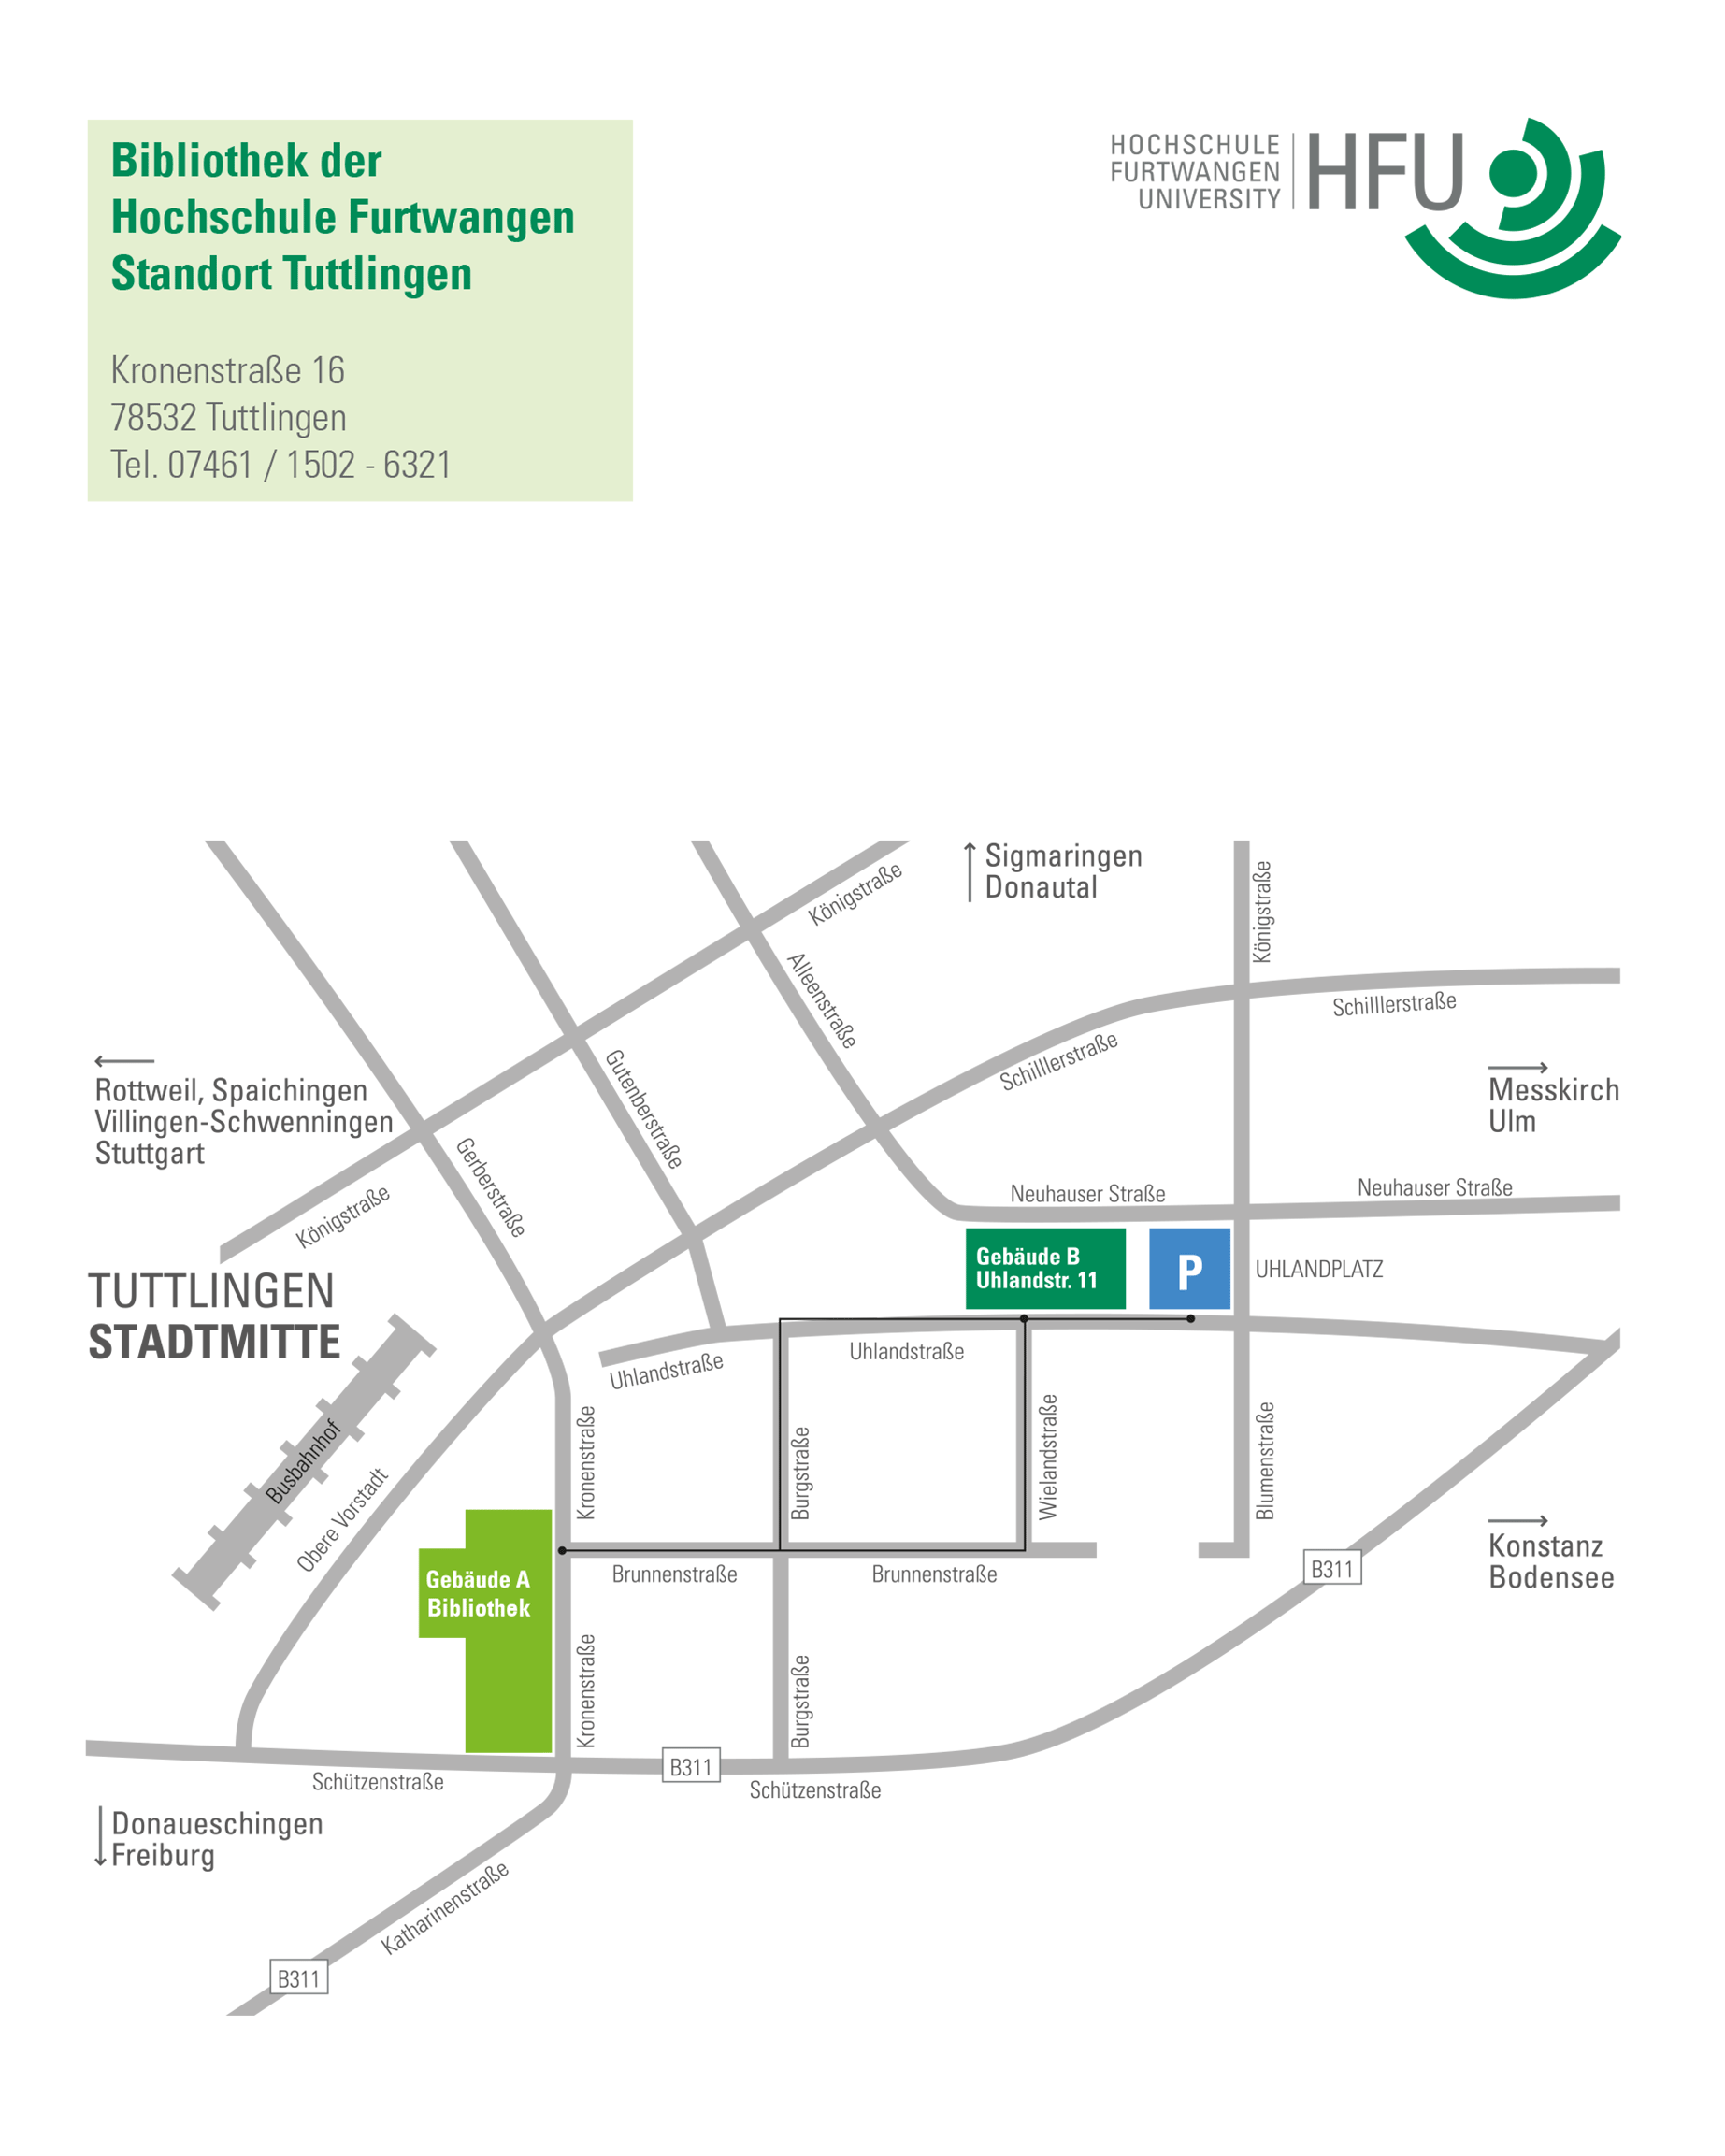 Bibliothek der
Hochschule Furtwangen
Standort Tuttlingen
Kronenstraße 16
78532 Tuttlingen
Tel. 07461 / 1502 - 6321
HOCHSCHULE
FURTWANGEN
UNIVERSITY
HFU
Sigmaringen
Donautal
Königstraße
Königstraße
Alleenstraße
Schilllerstraße
Schilllerstraße
Rottweil, Spaichingen
Villingen-Schwenningen
Stuttgart
Gutenberstraße
Gerberstraße
Königstraße
Messkirch
Ulm
Neuhauser Straße
Neuhauser Straße
Gebäude B
Uhlandstr. 11
P
UHLANDPLATZ
TUTTLINGEN
STADTMITTE
Uhlandstraße
Uhlandstraße
Busbahnhof
Obere Vorstadt
Kronenstraße
Burgstraße
Wielandstraße
Blumenstraße
Konstanz
Bodensee
B311
Gebäude A
Bibliothek
Brunnenstraße
Brunnenstraße
Kronenstraße
Burgstraße
B311
Schützenstraße
Schützenstraße
Donaueschingen
Freiburg
Katharinenstraße
B311